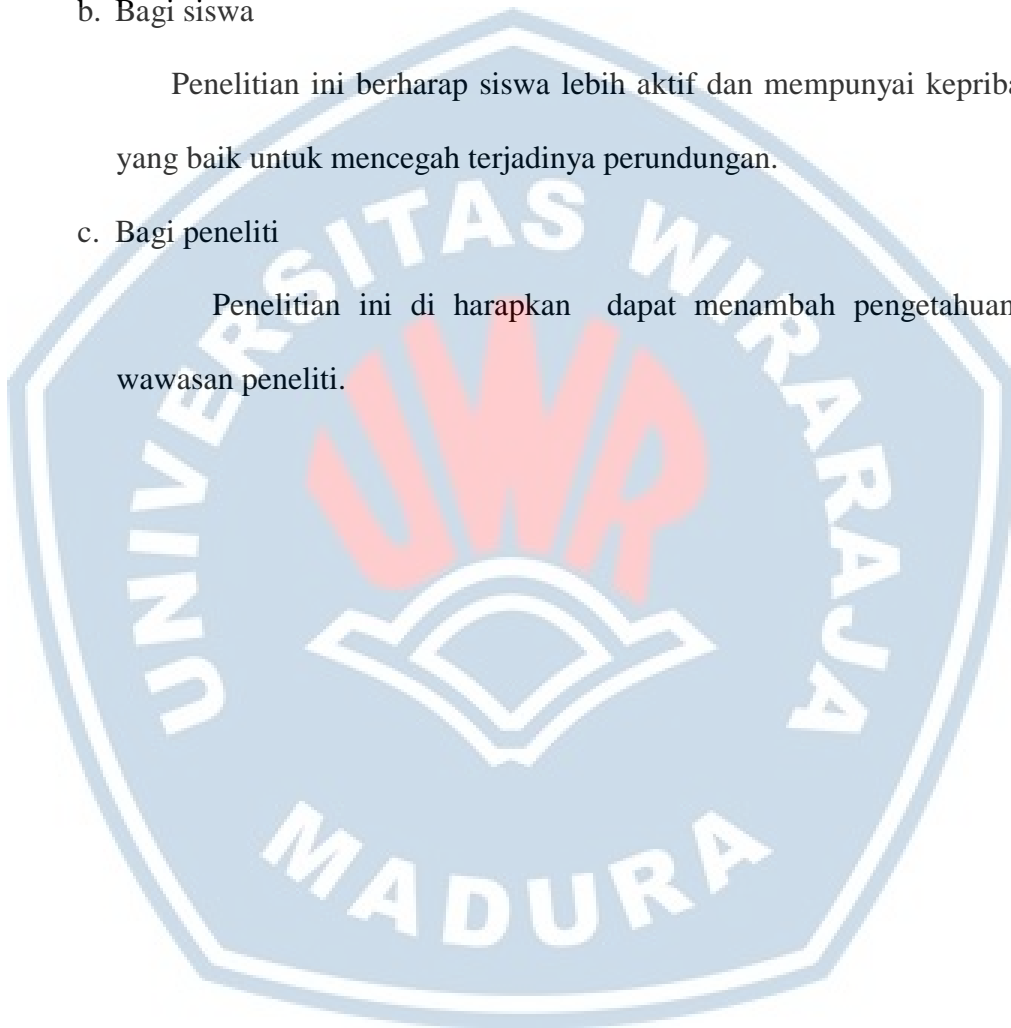 b. Bagi siswa
Penelitian ini berharap siswa lebih aktif dan mempunyai
yang baik untuk mencegah terjadinya perundungan.
c. Bagi peneliti
Penelitian ini di harapkan dapat menambah pengetahuan
wawasan peneliti.
UNIVERSITAS WIRARAJA
UWR
MADURA